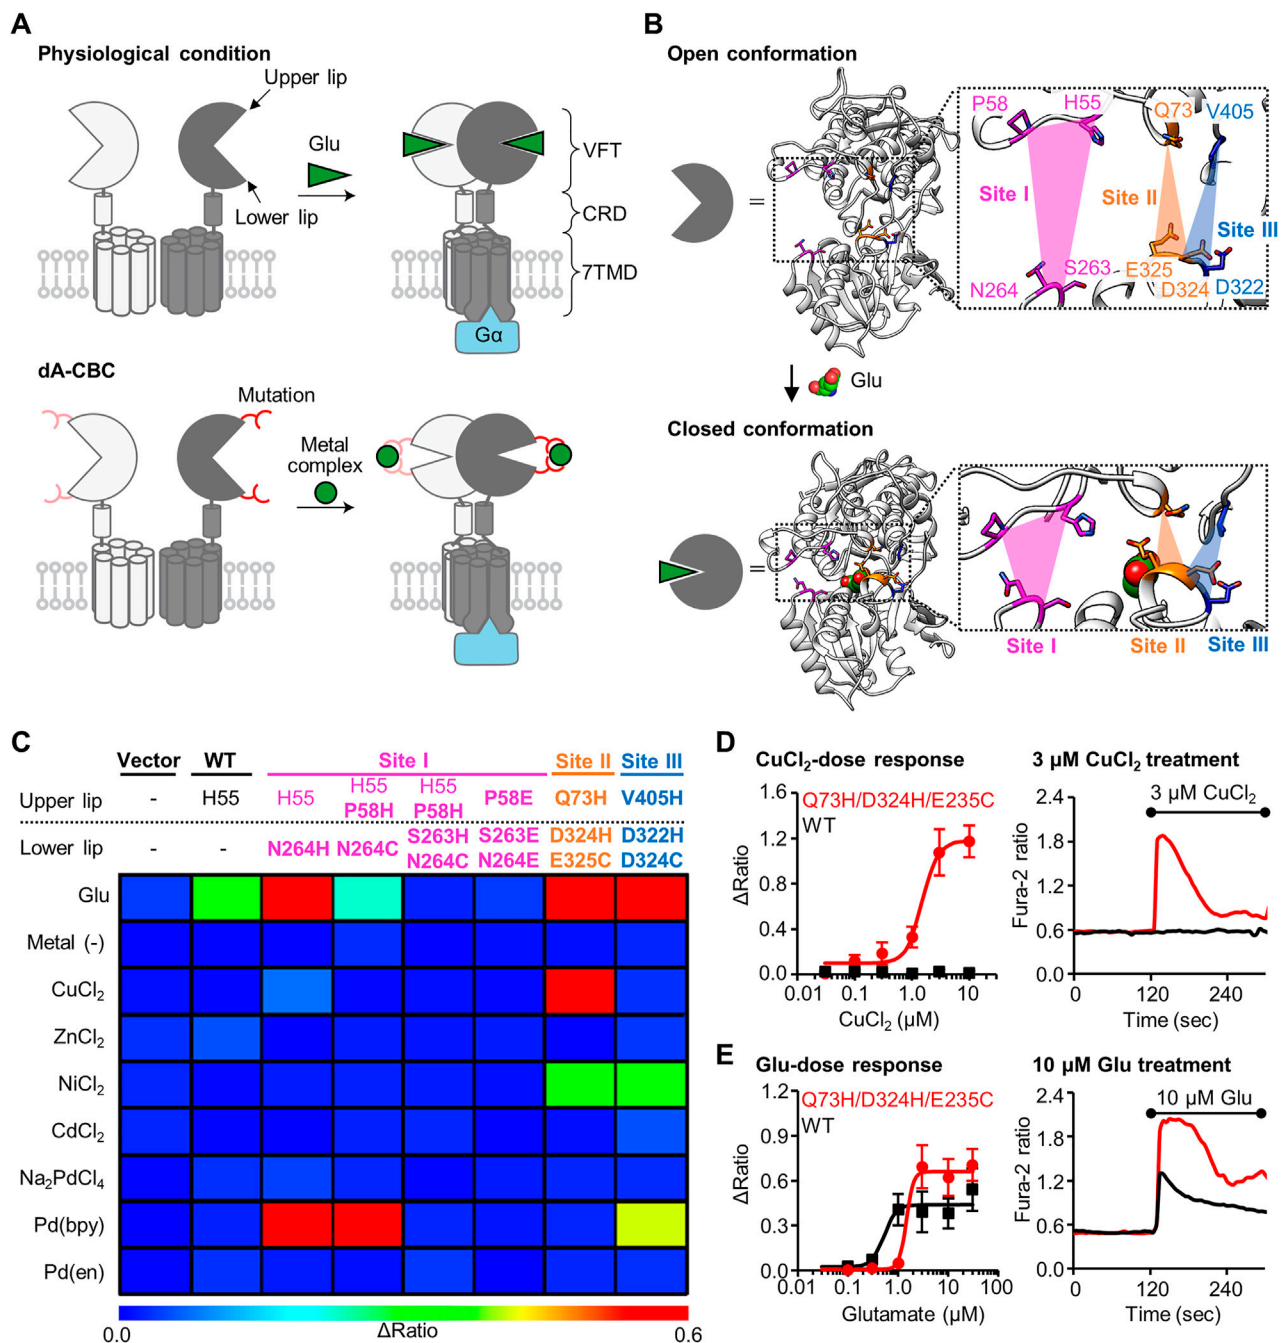 A
Physiological condition
Upper lip
Glu
Lower lip
VFT
CRD
7TMD
Gα
dA-CBC
Mutation
Metal
complex
B
Open conformation
P58 H55 Q73 V405
Site I
Site II
Site III
N264 S263 E325 D324 D322
=
Glu
Closed conformation
=
Site I Site II Site III
C
Vector WT Site I Site II Site III
Upper lip - H55 H55 H55 P58H H55 P58H P58E Q73H V405H
Lower lip - - N264H N264C S263H N264C S263E N264E D324H E325C D322H D324C
Glu
Metal (-)
CuCl₂
ZnCl₂
NiCl₂
CdCl₂
Na₂PdCl₄
Pd(bpy)
Pd(en)
0.0 ΔRatio 0.6
D
CuCl₂-dose response
Q73H/D324H/E235C
WT
ΔRatio
1.6
1.2
0.8
0.4
0.0
0.01 0.1 1.0 10
CuCl₂ (μM)
3 μM CuCl₂ treatment
3 μM CuCl₂
Fura-2 ratio
2.4
1.8
1.2
0.6
0.0
0 120 240
Time (sec)
E
Glu-dose response
Q73H/D324H/E235C
WT
ΔRatio
1.2
0.9
0.6
0.3
0.0
0.01 0.1 1.0 10 100
Glutamate (μM)
10 μM Glu treatment
10 μM Glu
Fura-2 ratio
2.4
1.8
1.2
0.6
0.0
0 120 240
Time (sec)